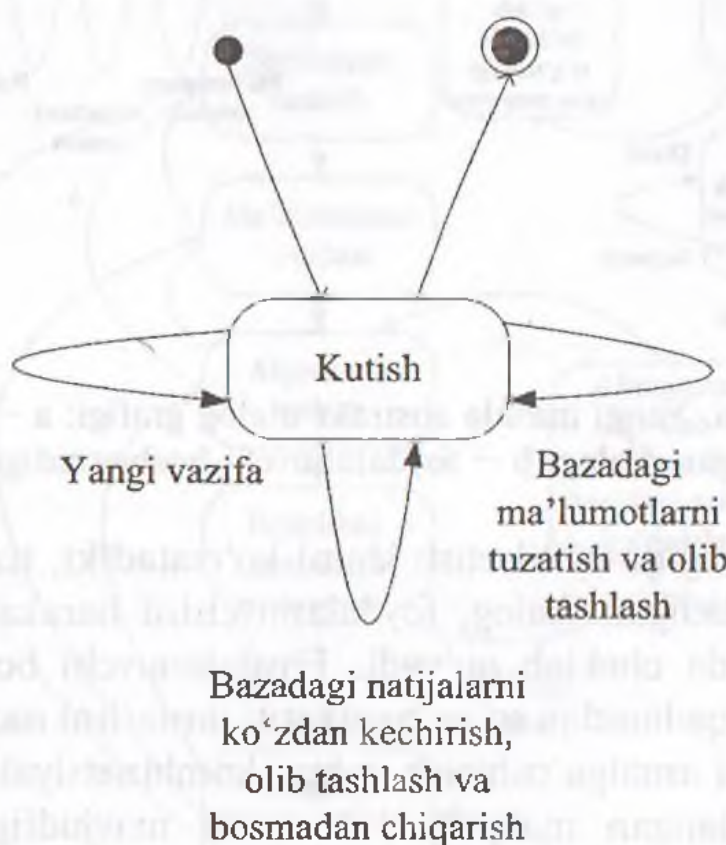 Kutish
Yangi vazifa
Bazadagi
ma’lumotlarni
tuzatish va olib
tashlash
Bazadagi natijalarni
ko‘zdan kechirish,
olib tashlash va
bosmadan chiqarish